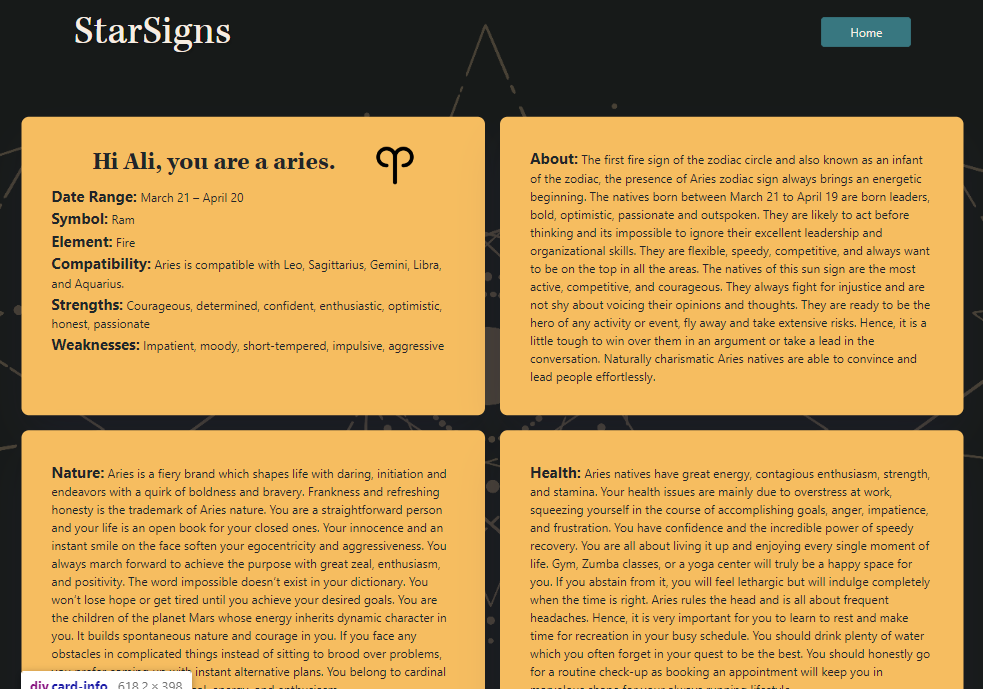 StarSigns
Home
Hi Ali, you are a aries.
Date Range: March 21 – April 20
Symbol: Ram
Element: Fire
Compatibility: Aries is compatible with Leo, Sagittarius, Gemini, Libra,
and Aquarius.
Strengths: Courageous, determined, confident, enthusiastic, optimistic,
honest, passionate
Weaknesses: Impatient, moody, short-tempered, impulsive, aggressive
About: The first fire sign of the zodiac circle and also known as an infant
of the zodiac, the presence of Aries zodiac sign always brings an energetic
beginning. The natives born between March 21 to April 19 are born leaders,
bold, optimistic, passionate and outspoken. They are likely to act before
thinking and its impossible to ignore their excellent leadership and
organizational skills. They are flexible, speedy, competitive, and always want
to be on the top in all the areas. The natives of this sun sign are the most
active, competitive, and courageous. They always fight for injustice and are
not shy about voicing their opinions and thoughts. They are ready to be the
hero of any activity or event, fly away and take extensive risks. Hence, it is a
little tough to win over them in an argument or take a lead in the
conversation. Naturally charismatic Aries natives are able to convince and
lead people effortlessly.
Nature: Aries is a fiery brand which shapes life with daring, initiation and
endeavors with a quirk of boldness and bravery. Frankness and refreshing
honesty is the trademark of Aries nature. You are a straightforward person
and your life is an open book for your closed ones. Your innocence and an
instant smile on the face soften your egocentricity and aggressiveness. You
always march forward to achieve the purpose with great zeal, enthusiasm,
and positivity. The word impossible doesn’t exist in your dictionary. You
won’t lose hope or get tired until you achieve your desired goals. You are
the children of the planet Mars whose energy inherits dynamic character in
you. It builds spontaneous nature and courage in you. If you face any
obstacles in complicated things instead of sitting to brood over problems,
you prefer coming up with instant alternative plans. You belong to cardinal
energy, and enthusiasm.
Health: Aries natives have great energy, contagious enthusiasm, strength,
and stamina. Your health issues are mainly due to overstress at work,
squeezing yourself in the course of accomplishing goals, anger, impatience,
and frustration. You have confidence and the incredible power of speedy
recovery. You are all about living it up and enjoying every single moment of
life. Gym, Zumba classes, or a yoga center will truly be a happy space for
you. If you abstain from it, you will feel lethargic but will indulge completely
when the time is right. Aries rules the head and is all about frequent
headaches. Hence, it is very important for you to learn to rest and make
time for recreation in your busy schedule. You should drink plenty of water
which you often forget in your quest to be the best. You should honestly go
for a routine check-up as booking an appointment will keep you in
marvelous shape for your always running lifestyle.
div.card-info 618.2 × 398